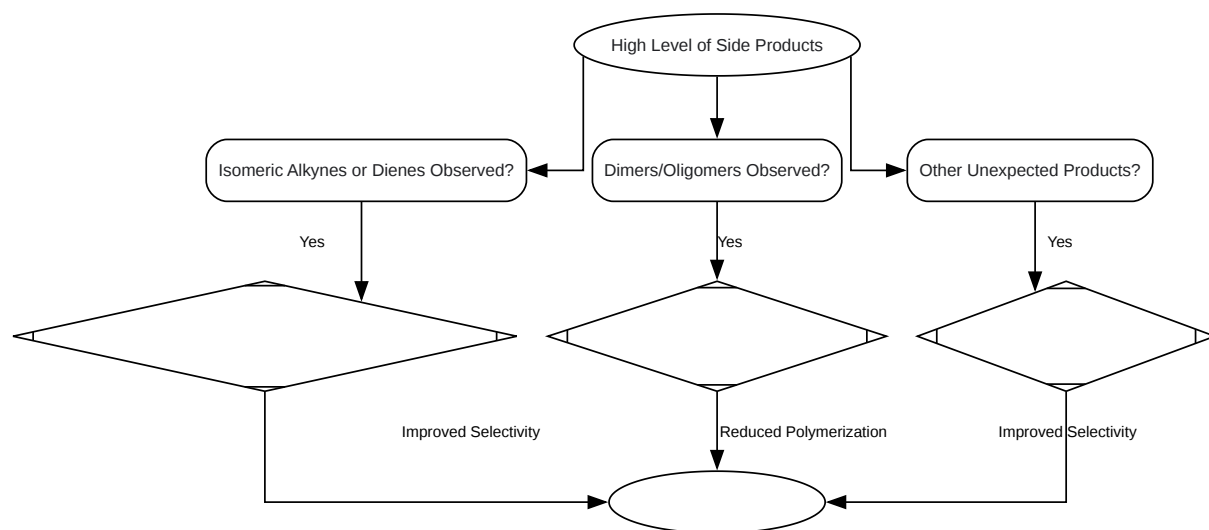 High Level of Side Products
Isomeric Alkynes or Dienes Observed?
Dimers/Oligomers Observed?
Other Unexpected Products?
Yes
Yes
Yes
Improved Selectivity
Reduced Polymerization
Improved Selectivity